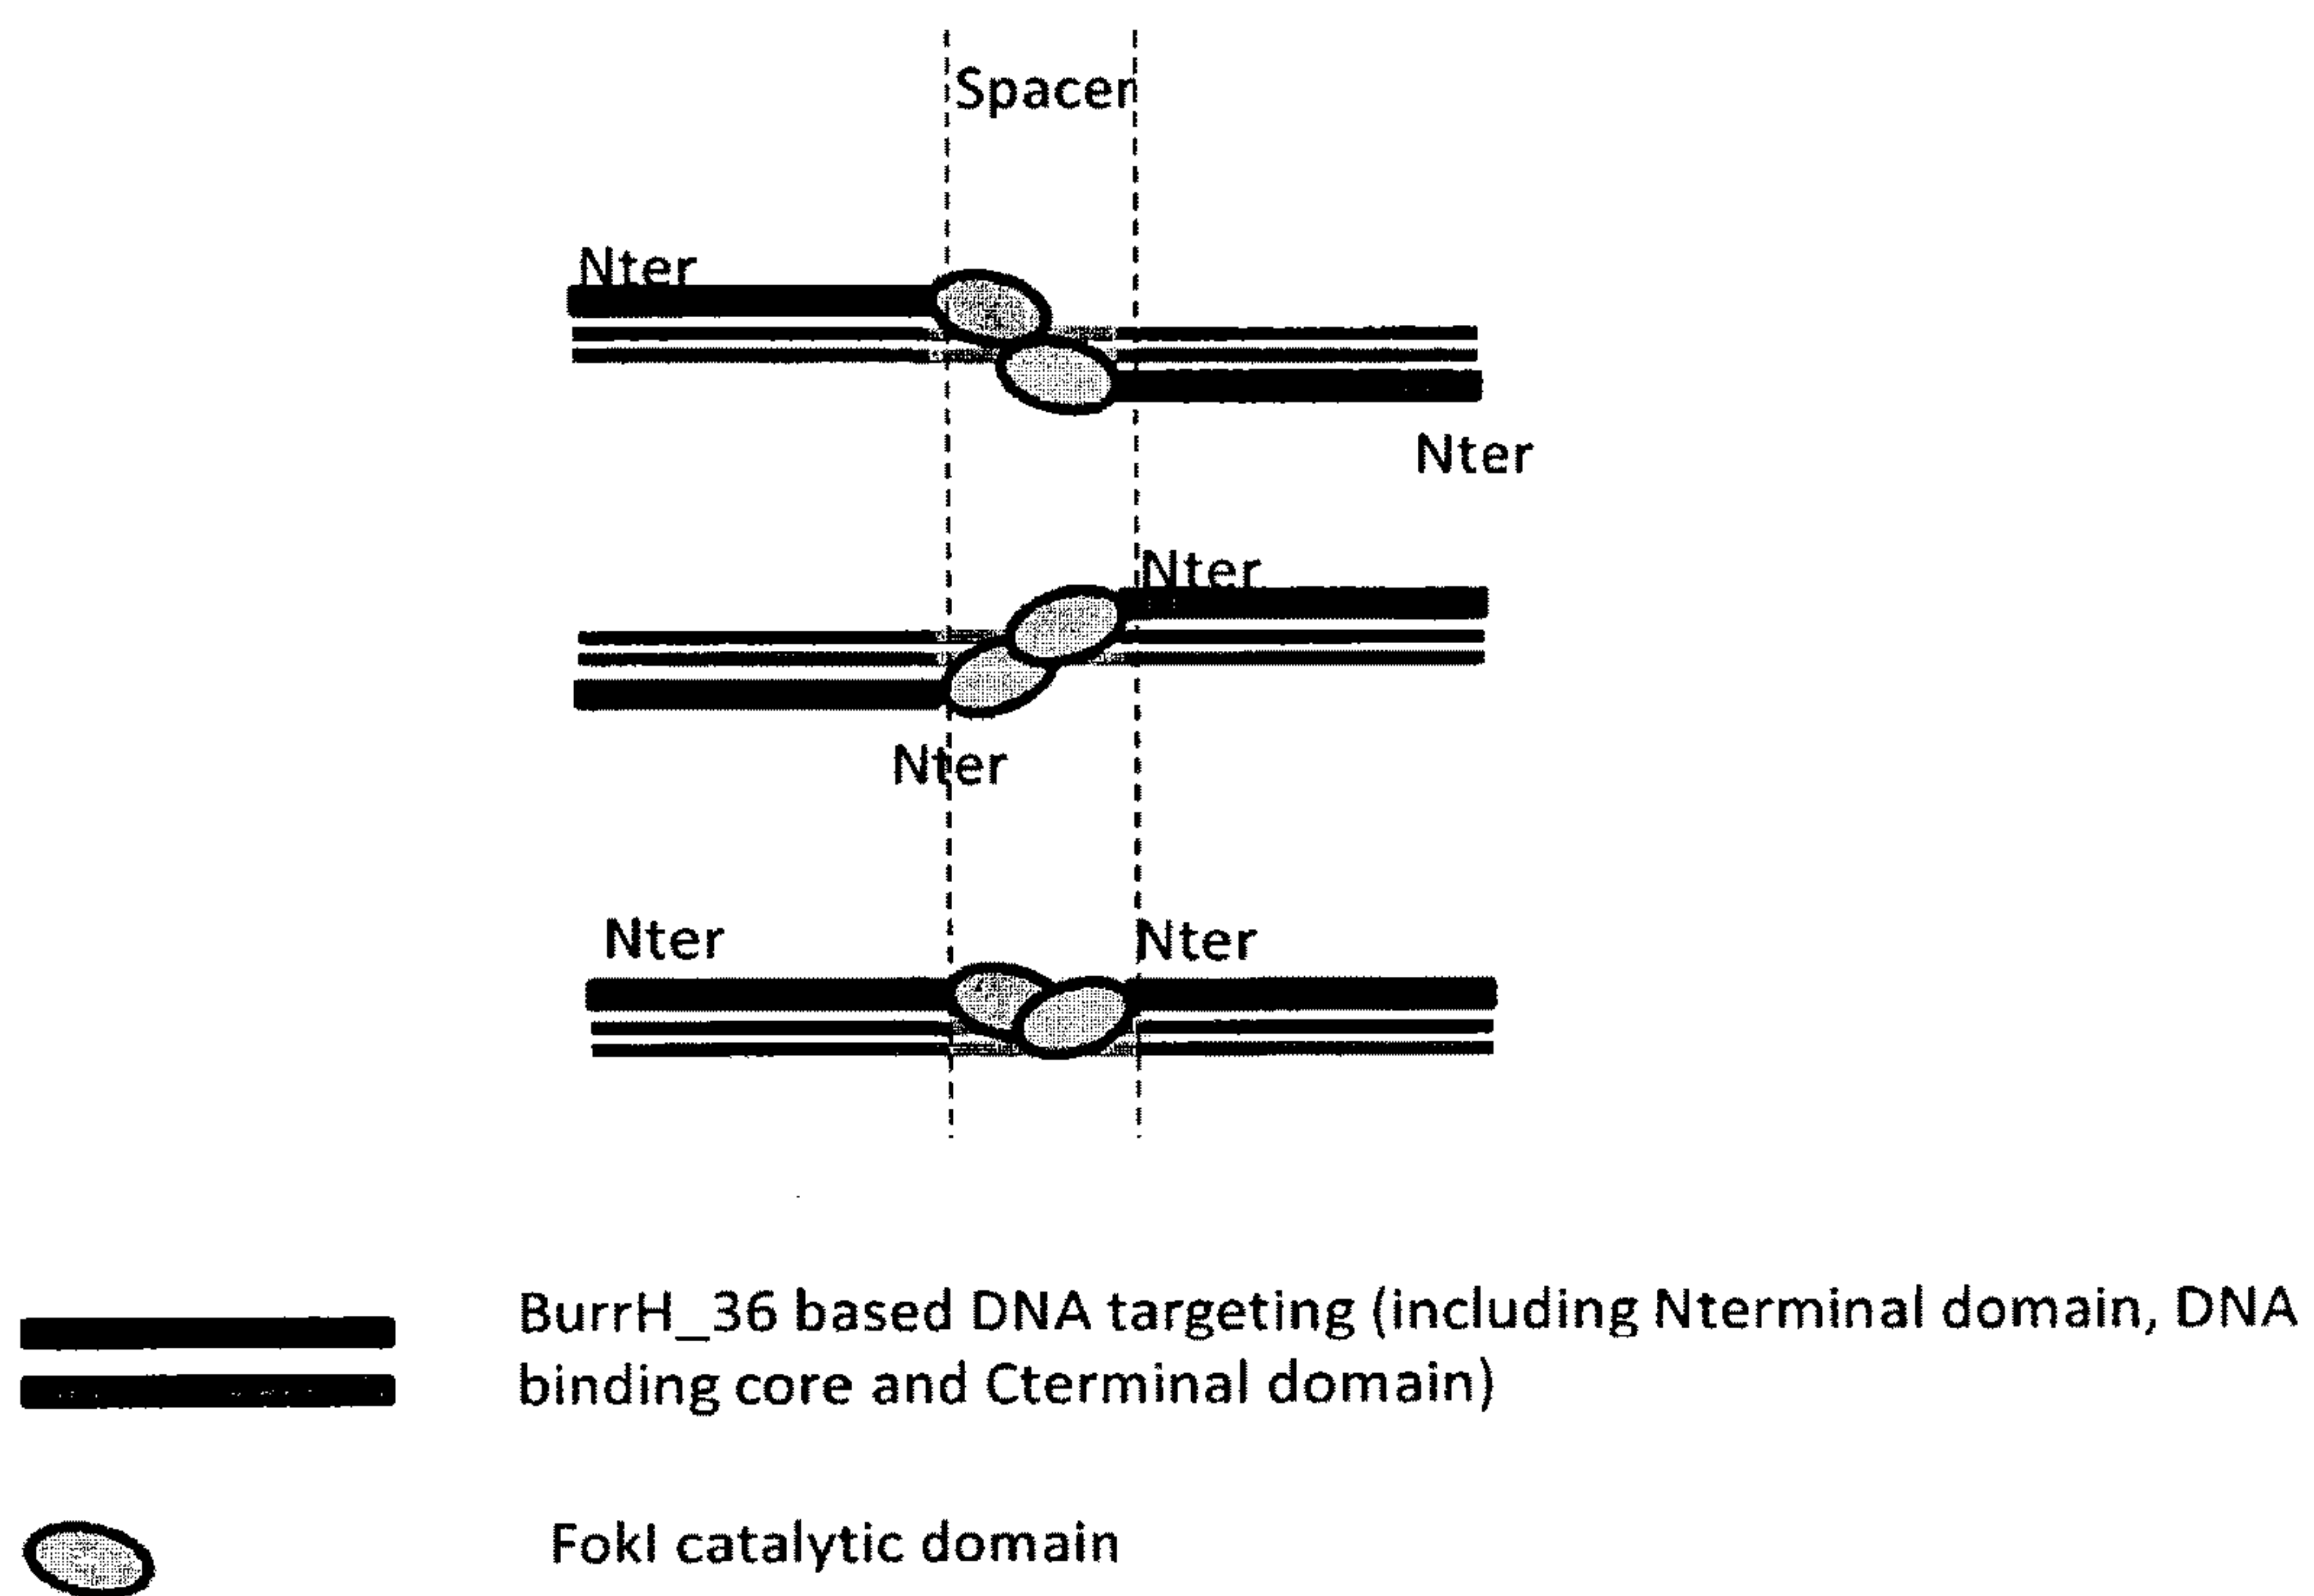 Spacer
Nter
Nter
Nter
Nter
Nter Nter
BurrH_36 based DNA targeting (including Nterminal domain, DNA
binding core and Cterminal domain)
FokI catalytic domain